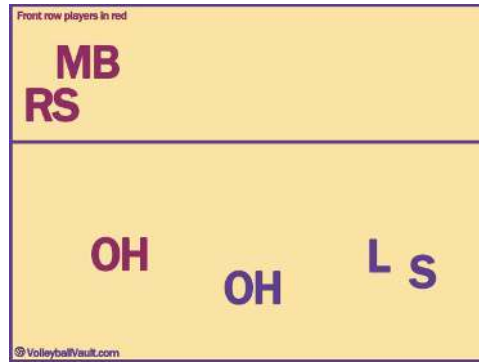 Front row players in red
MB
RS
OH
OH
L
S
VolleyballVault.com